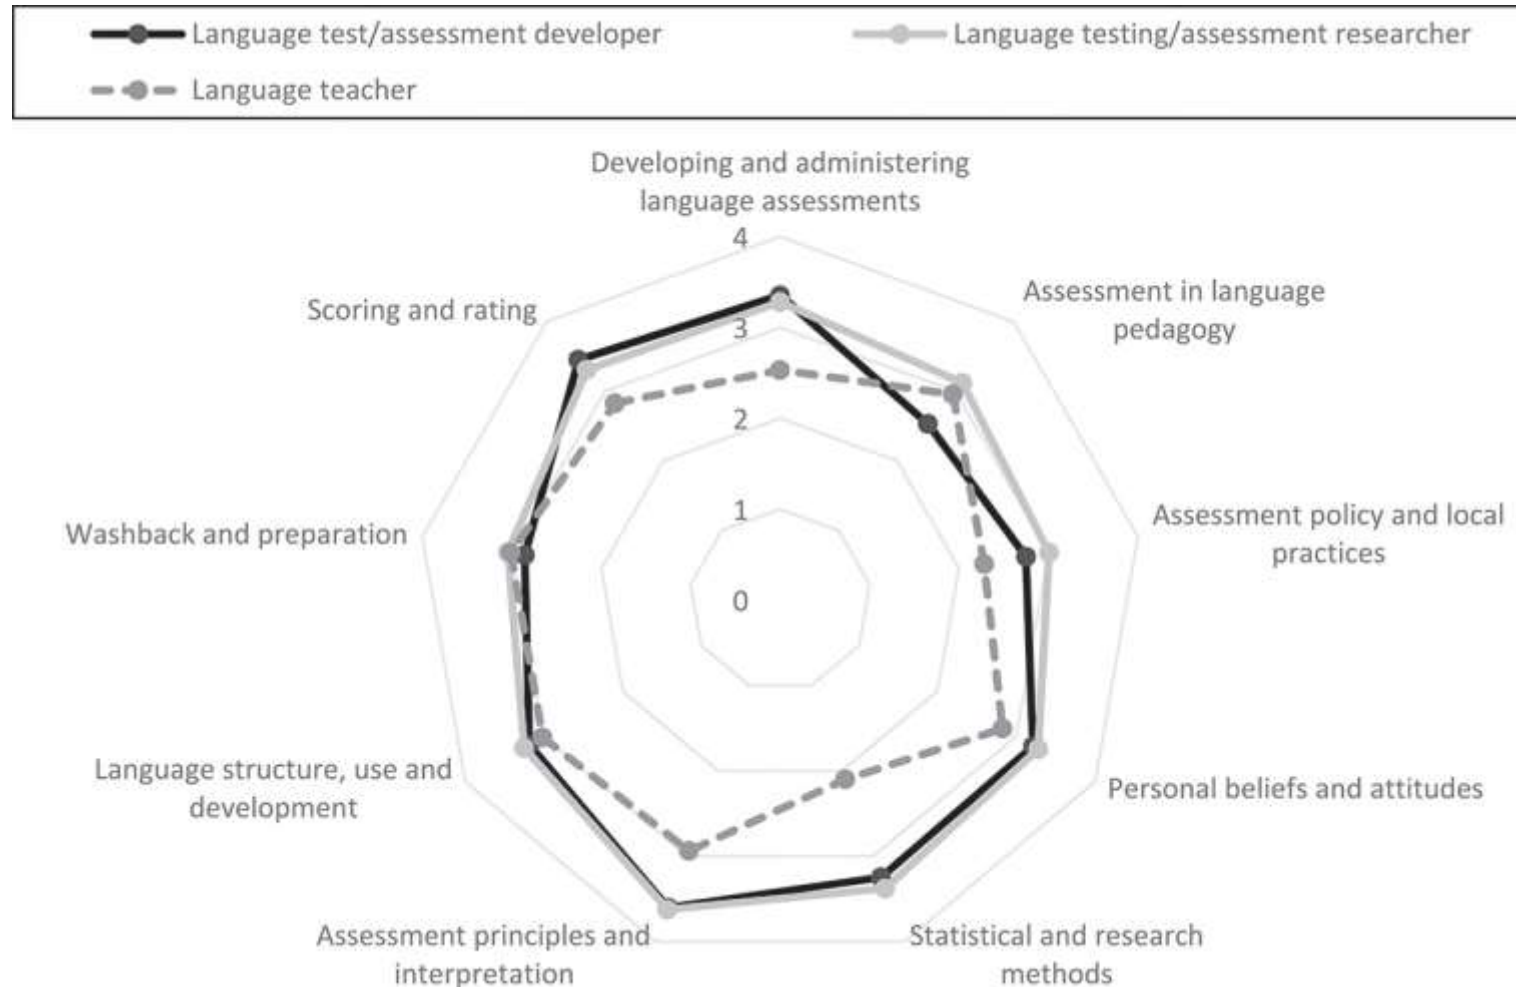 Language test/assessment developer
Language testing/assessment researcher
Language teacher
Developing and administering
language assessments
4
Scoring and rating
Assessment in language
pedagogy
3
2
1
Washback and preparation
Assessment policy and local
practices
0
Language structure, use and
development
Personal beliefs and attitudes
Assessment principles and
interpretation
Statistical and research
methods